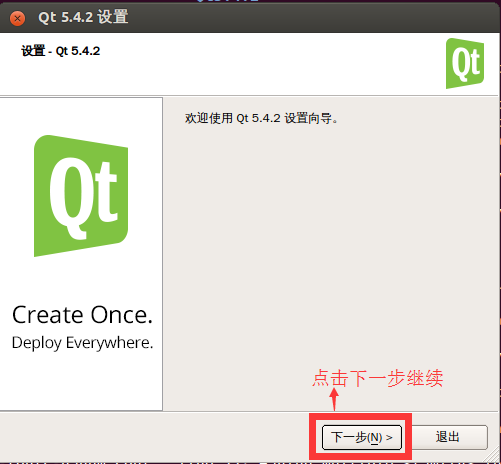 Qt 5.4.2 设置
设置 - Qt 5.4.2
Qt
欢迎使用 Qt 5.4.2 设置向导。
Qt
Create Once.
Deploy Everywhere.
点击下一步继续
下一步(N) >
退出